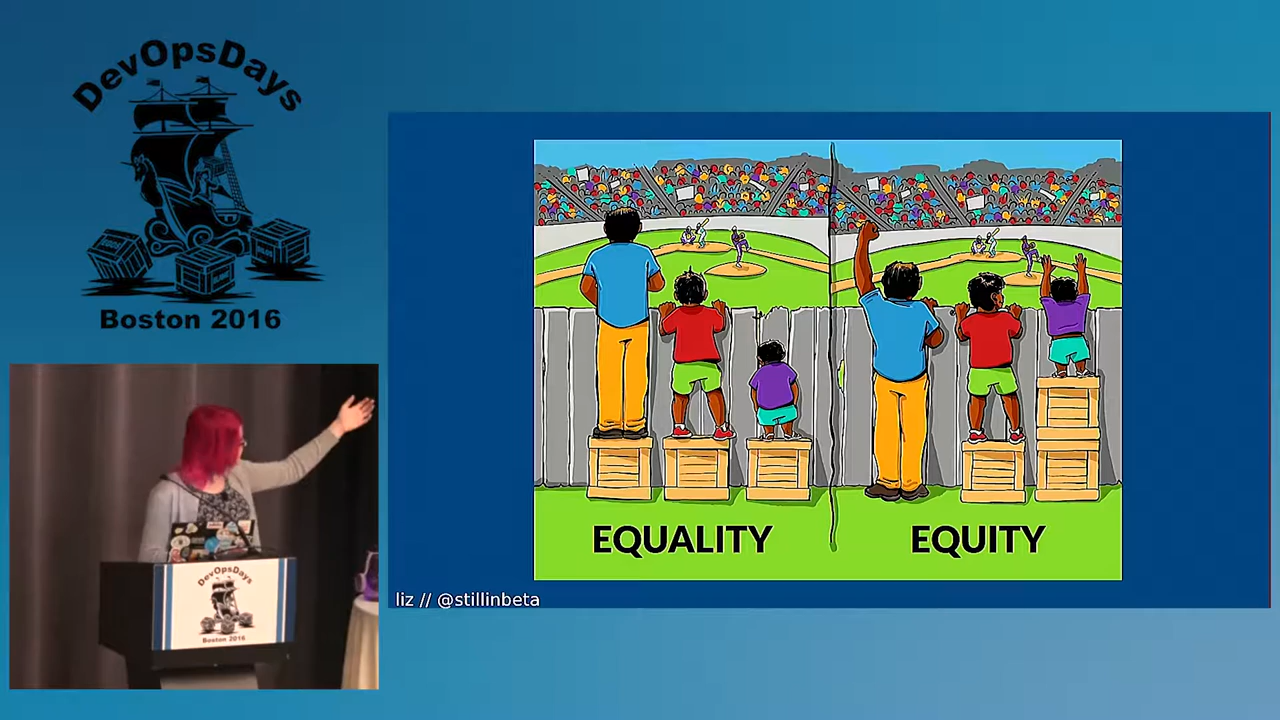 DevOpsDays
Boston 2016
EQUALITY
EQUITY
liz // @stillinbeta
DevOpsDays
Boston 2016